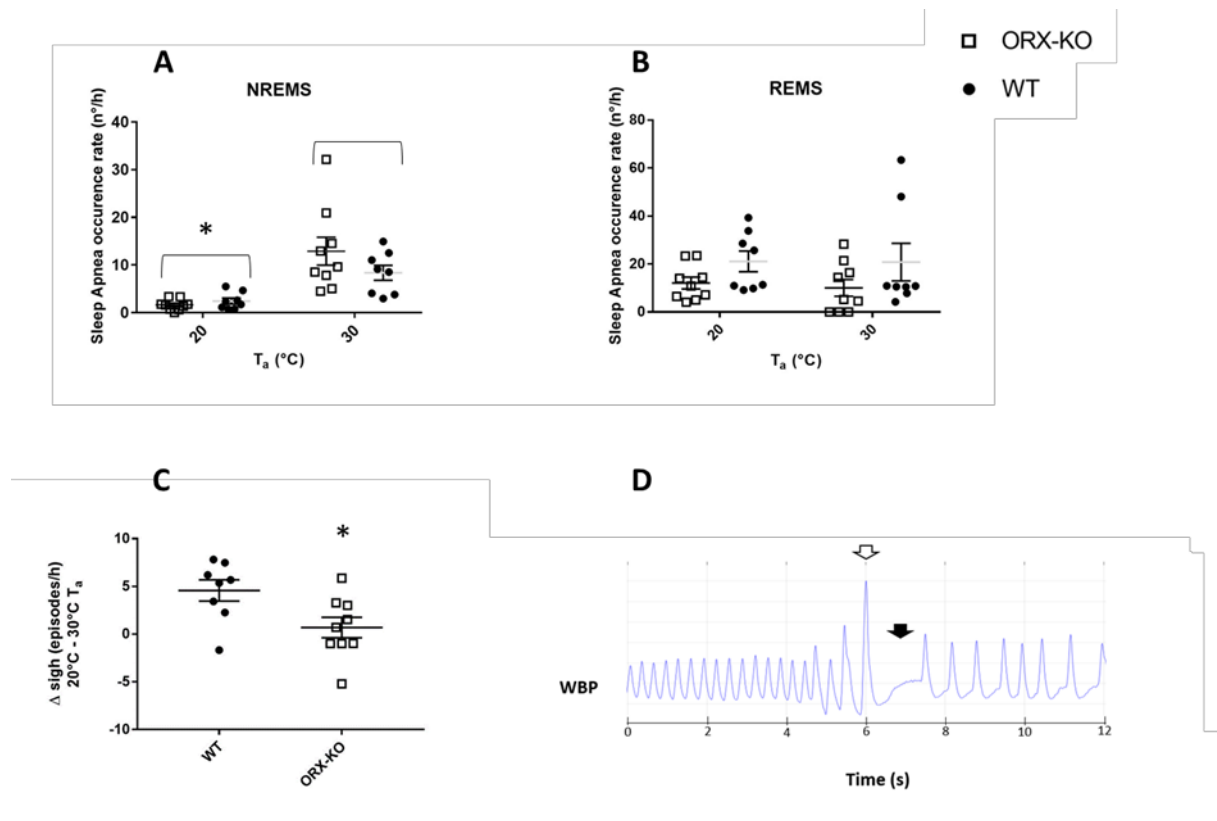 ORX-KO
WT
A
NREMS
Sleep Apnea occurence rate (n°/h)
40
30
20
10
0
*
20
30
Ta (°C)
B
REMS
Sleep Apnea occurence rate (n°/h)
80
60
40
20
0
20
30
Ta (°C)
C
Δ sigh (episodes/h)
20°C - 30°C Ta
10
5
0
-5
-10
*
WT
ORX-KO
D
WBP
0
2
4
6
8
10
12
Time (s)